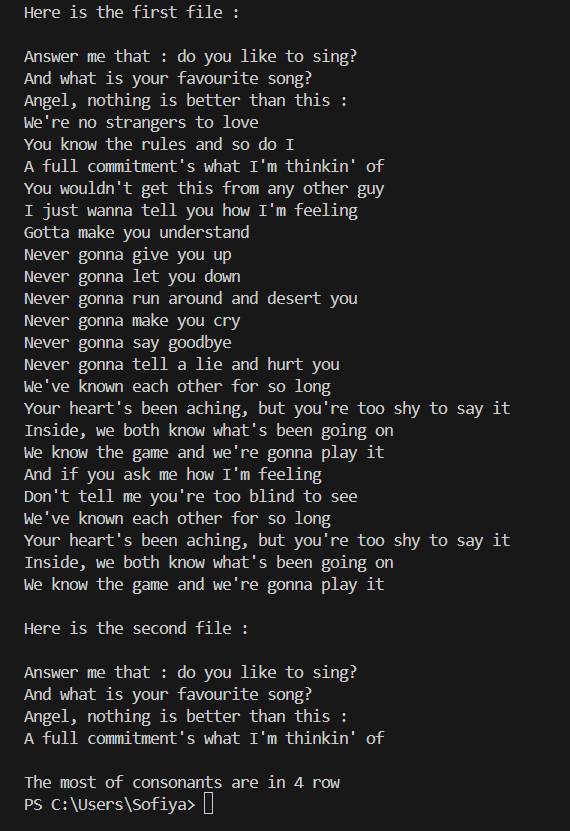 Here is the first file :
Answer me that : do you like to sing?
And what is your favourite song?
Angel, nothing is better than this :
We're no strangers to love
You know the rules and so do I
A full commitment's what I'm thinkin' of
You wouldn't get this from any other guy
I just wanna tell you how I'm feeling
Gotta make you understand
Never gonna give you up
Never gonna let you down
Never gonna run around and desert you
Never gonna make you cry
Never gonna say goodbye
Never gonna tell a lie and hurt you
We've known each other for so long
Your heart's been aching, but you're too shy to say it
Inside, we both know what's been going on
We know the game and we're gonna play it
And if you ask me how I'm feeling
Don't tell me you're too blind to see
We've known each other for so long
Your heart's been aching, but you're too shy to say it
Inside, we both know what's been going on
We know the game and we're gonna play it
Here is the second file :
Answer me that : do you like to sing?
And what is your favourite song?
Angel, nothing is better than this :
A full commitment's what I'm thinkin' of
The most of consonants are in 4 row
PS C:\Users\Sofiya>